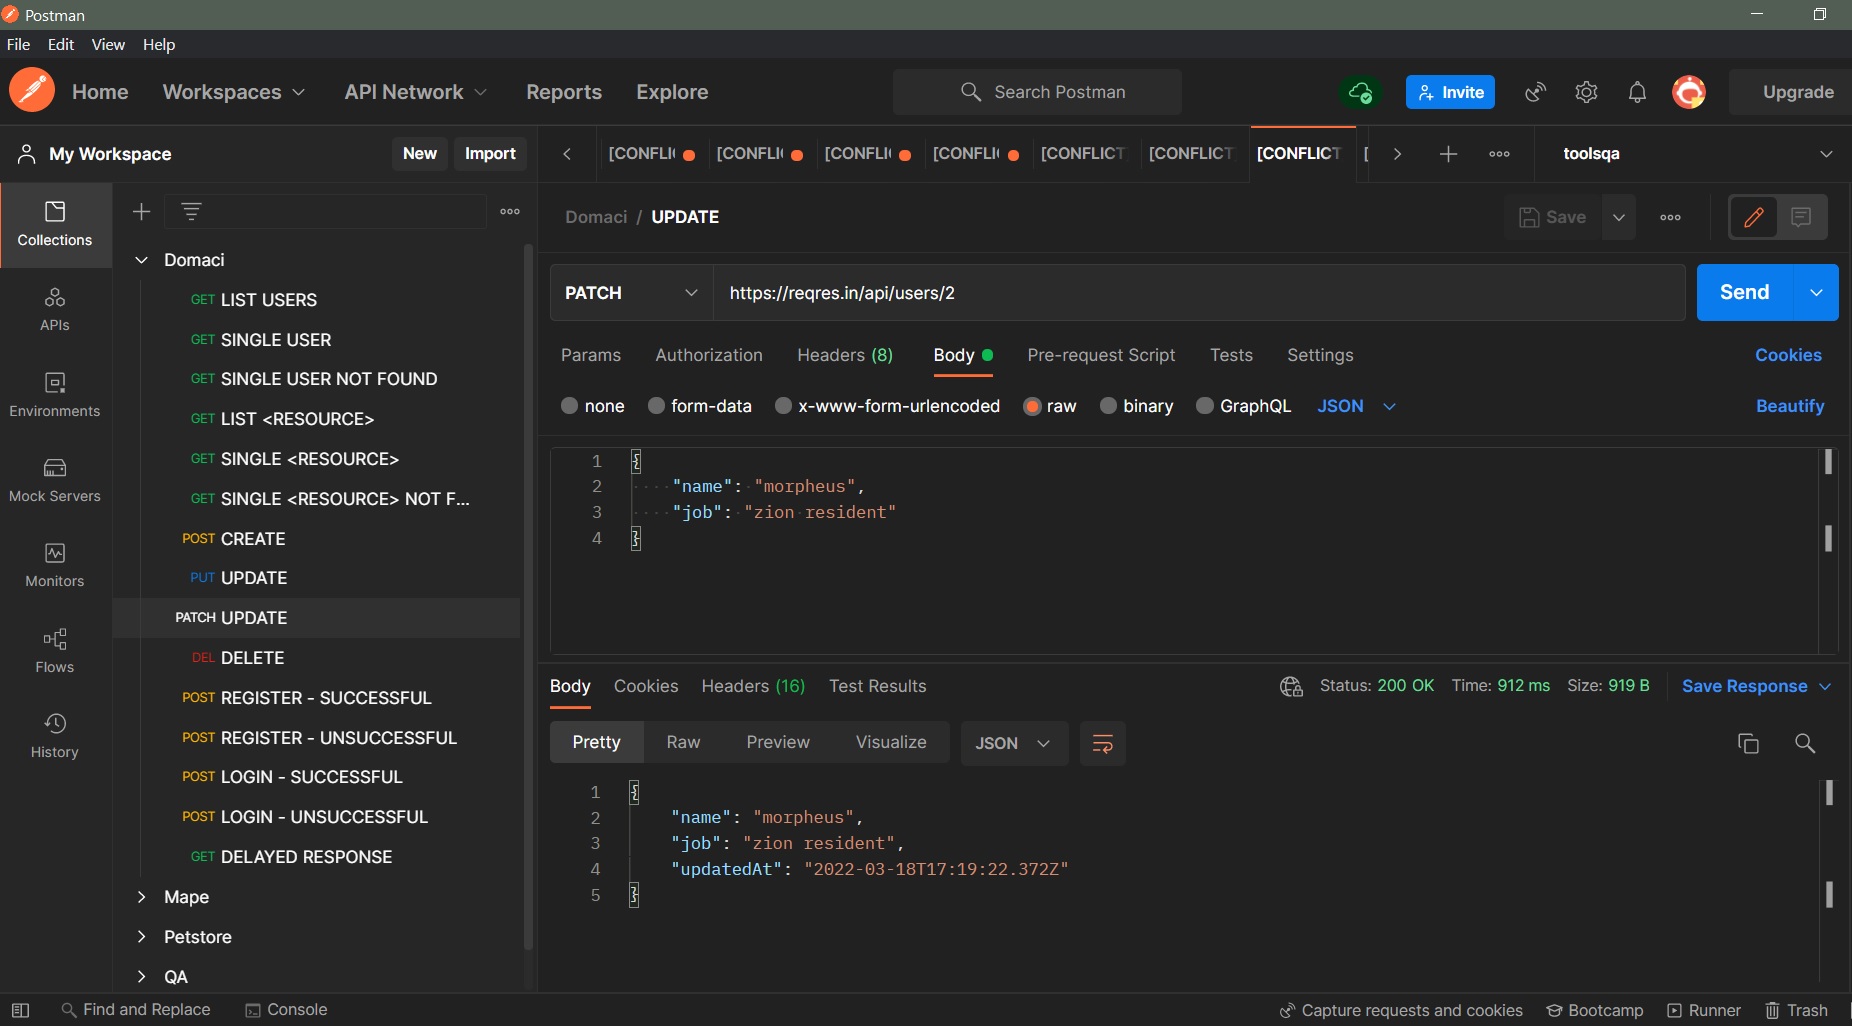 Postman
File Edit View Help
Home Workspaces API Network Reports Explore Search Postman Invite Upgrade
My Workspace New Import
[CONFLI [CONFLI [CONFLI [CONFLI [CONFLICT [CONFLICT [CONFLICT [ toolsqa
Collections
APIs
Environments
Mock Servers
Monitors
Flows
History
Domaci
GET LIST USERS
GET SINGLE USER
GET SINGLE USER NOT FOUND
GET LIST <RESOURCE>
GET SINGLE <RESOURCE>
GET SINGLE <RESOURCE> NOT F...
POST CREATE
PUT UPDATE
PATCH UPDATE
DEL DELETE
POST REGISTER - SUCCESSFUL
POST REGISTER - UNSUCCESSFUL
POST LOGIN - SUCCESSFUL
POST LOGIN - UNSUCCESSFUL
GET DELAYED RESPONSE
Mape
Petstore
QA
Domaci / UPDATE Save
PATCH https://reqres.in/api/users/2 Send
Params Authorization Headers (8) Body Pre-request Script Tests Settings Cookies
none form-data x-www-form-urlencoded raw binary GraphQL JSON Beautify
1 {
2 "name": "morpheus",
3 "job": "zion resident"
4 }
Body Cookies Headers (16) Test Results Status: 200 OK Time: 912 ms Size: 919 B Save Response
Pretty Raw Preview Visualize JSON
1 {
2 "name": "morpheus",
3 "job": "zion resident",
4 "updatedAt": "2022-03-18T17:19:22.372Z"
5 }
Find and Replace Console Capture requests and cookies Bootcamp Runner Trash